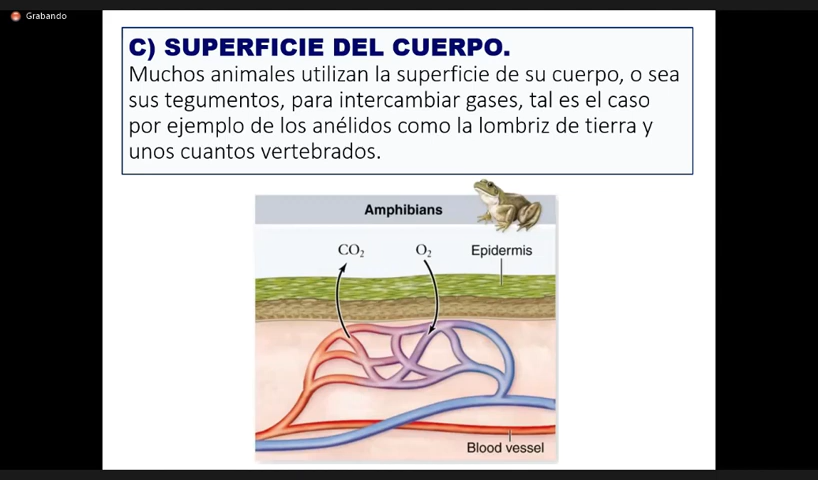 Grabando
C) SUPERFICIE DEL CUERPO.
Muchos animales utilizan la superficie de su cuerpo, o sea
sus tegumentos, para intercambiar gases, tal es el caso
por ejemplo de los anélidos como la lombriz de tierra y
unos cuantos vertebrados.
Amphibians
CO₂ O₂ Epidermis
Blood vessel